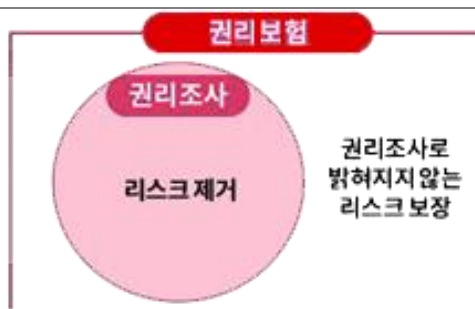 권리보험
권리조사
리스크 제거
권리조사로
밝혀지지 않는
리스크 보장